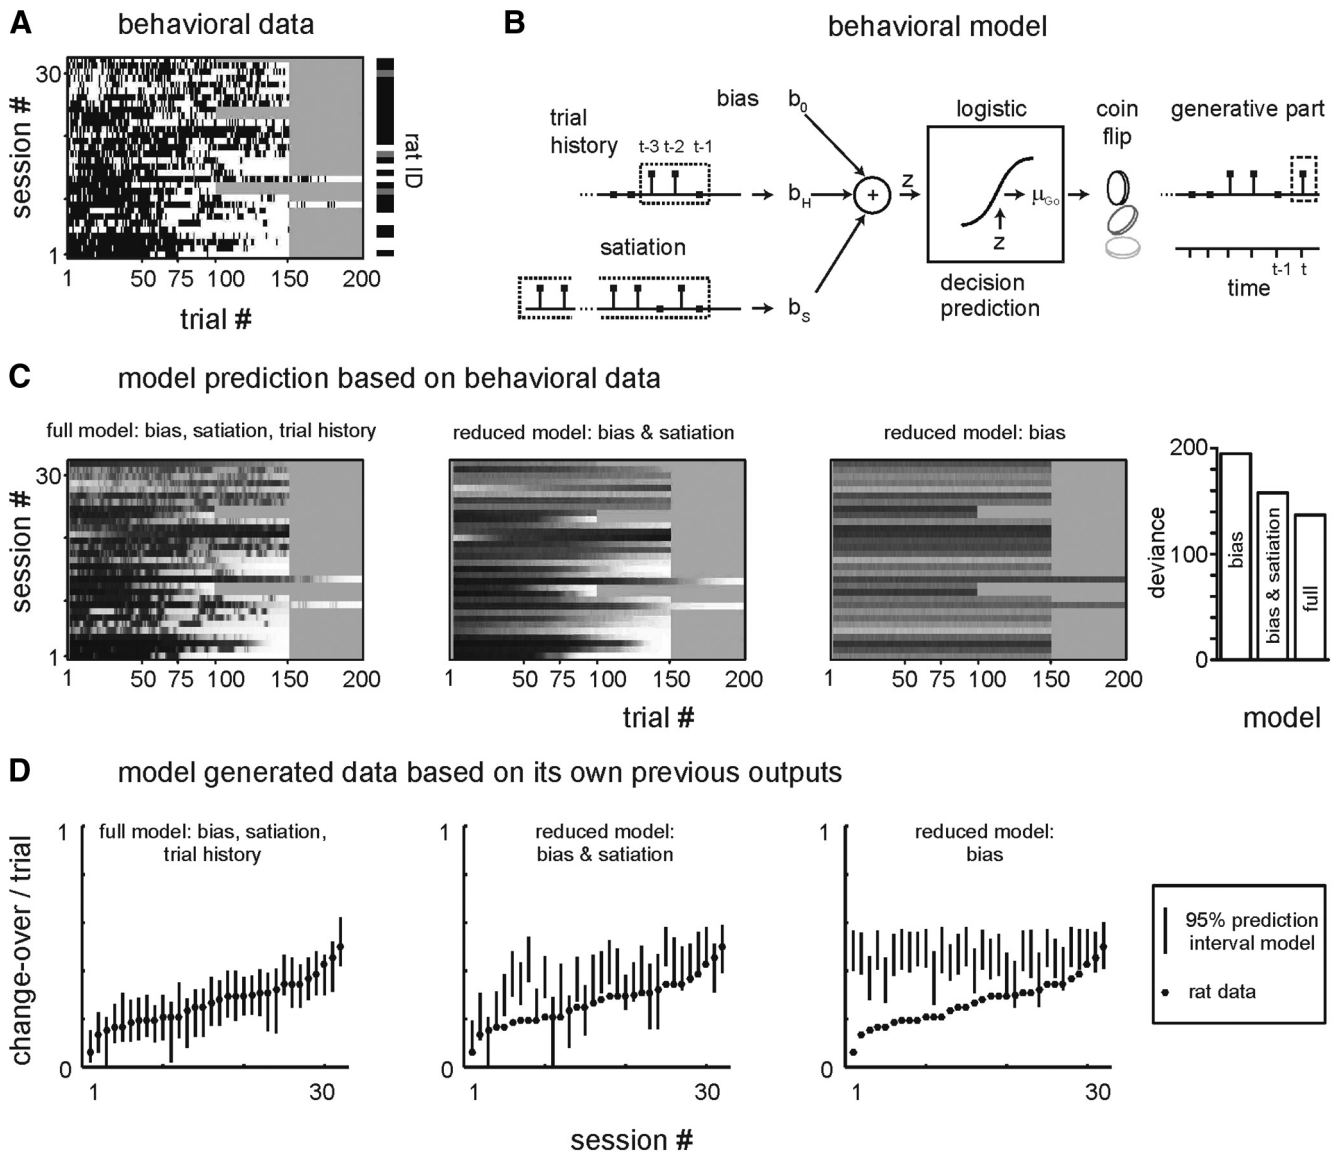 A behavioral data
30
1
session #
1 50 75 100 150 200
trial #
rat ID
B behavioral model
trial
history
t-3 t-2 t-1
bias b0
bH
satiation
bS
+
z
logistic
μGo
z
decision
prediction
coin
flip
generative part
t-1 t
time
C model prediction based on behavioral data
full model: bias, satiation, trial history
reduced model: bias & satiation
reduced model: bias
30
1
session #
1 50 75 100 150 200
1 50 75 100 150 200
1 50 75 100 150 200
trial #
200
100
0
deviance
bias
bias & satiation
full
model
D model generated data based on its own previous outputs
change-over / trial
1
0
full model: bias, satiation,
trial history
1 30
1
0
reduced model:
bias & satiation
1 30
1
0
reduced model:
bias
1 30
session #
95% prediction
interval model
rat data